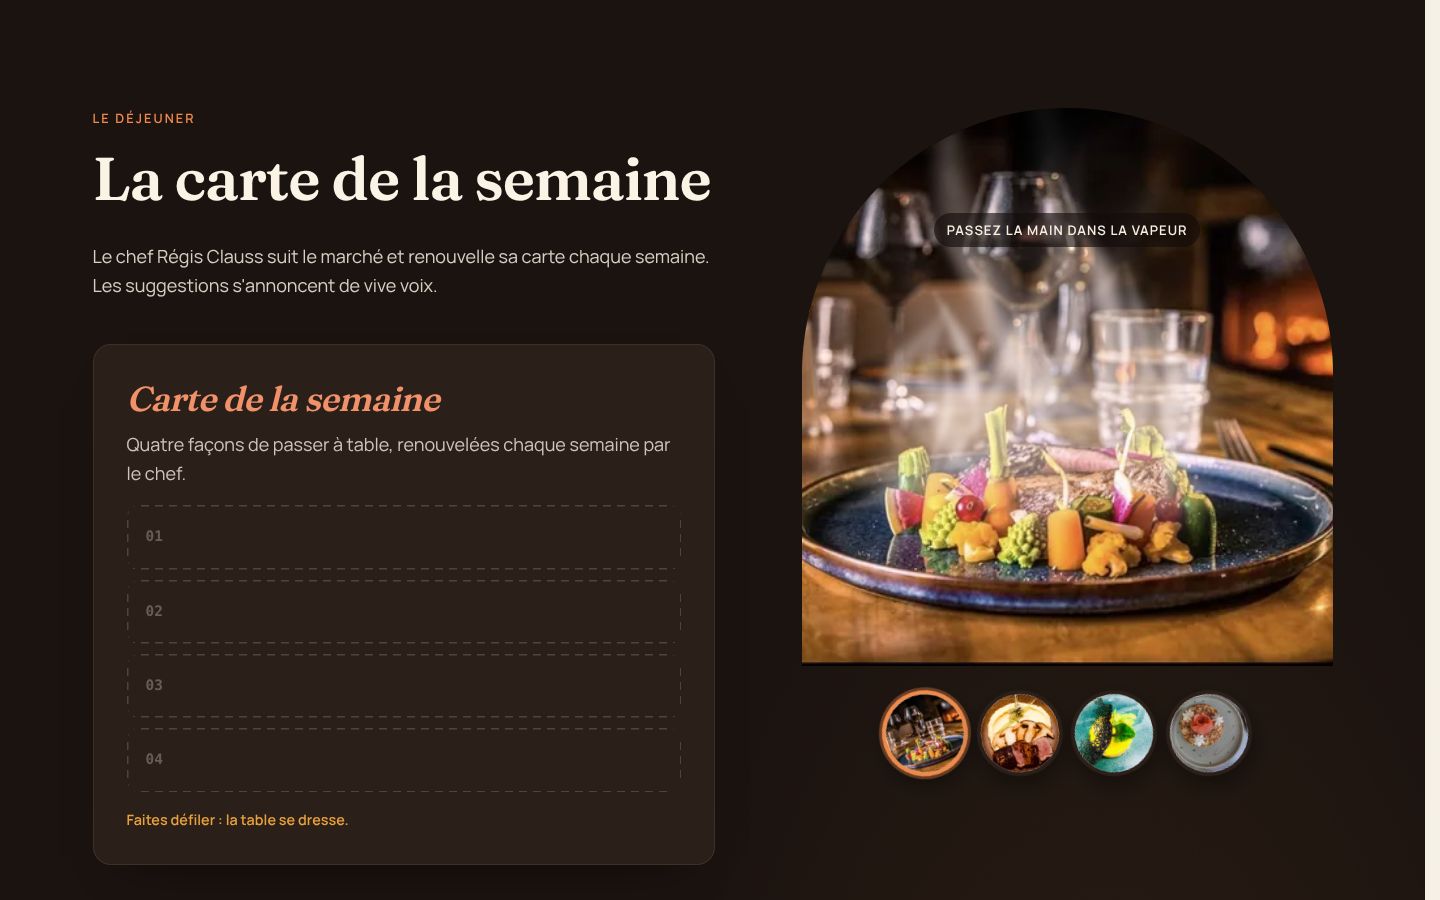 LE DÉJEUNER
La carte de la semaine
Le chef Régis Clauss suit le marché et renouvelle sa carte chaque semaine.
Les suggestions s'annoncent de vive voix.
Carte de la semaine
Quatre façons de passer à table, renouvelées chaque semaine par
le chef.
01
02
03
04
Faites défiler : la table se dresse.
PASSEZ LA MAIN DANS LA VAPEUR